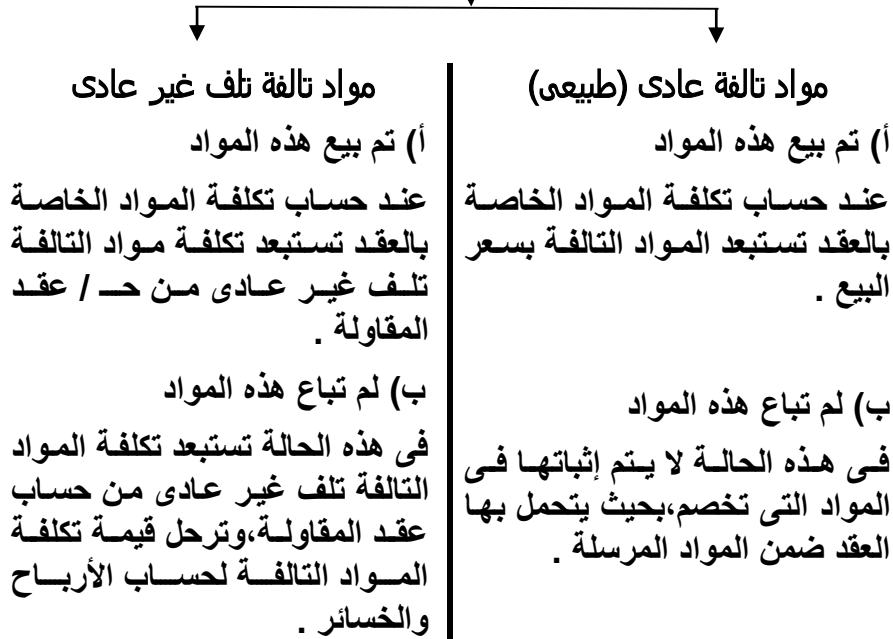 مواد تالفة عادى (طبيعى)
أ) تم بيع هذه المواد
عند حساب تكلفة المواد الخاصة
بالعقد تستبعد المواد التالفة بسعر
البيع .
ب) لم تباع هذه المواد
فى هذه الحالة لا يتم إثباتها فى
المواد التى تخصم،بحيث يتحمل بها
العقد ضمن المواد المرسلة .
مواد تالفة تلف غير عادى
أ) تم بيع هذه المواد
عند حساب تكلفة المواد الخاصة
بالعقد تستبعد تكلفة مواد التالفة
تلف غير عادى من حـ / عقد
المقاولة .
ب) لم تباع هذه المواد
فى هذه الحالة تستبعد تكلفة المواد
التالفة تلف غير عادى من حساب
عقد المقاولة،وترحل قيمة تكلفة
المواد التالفة لحساب الأرباح
والخسائر .